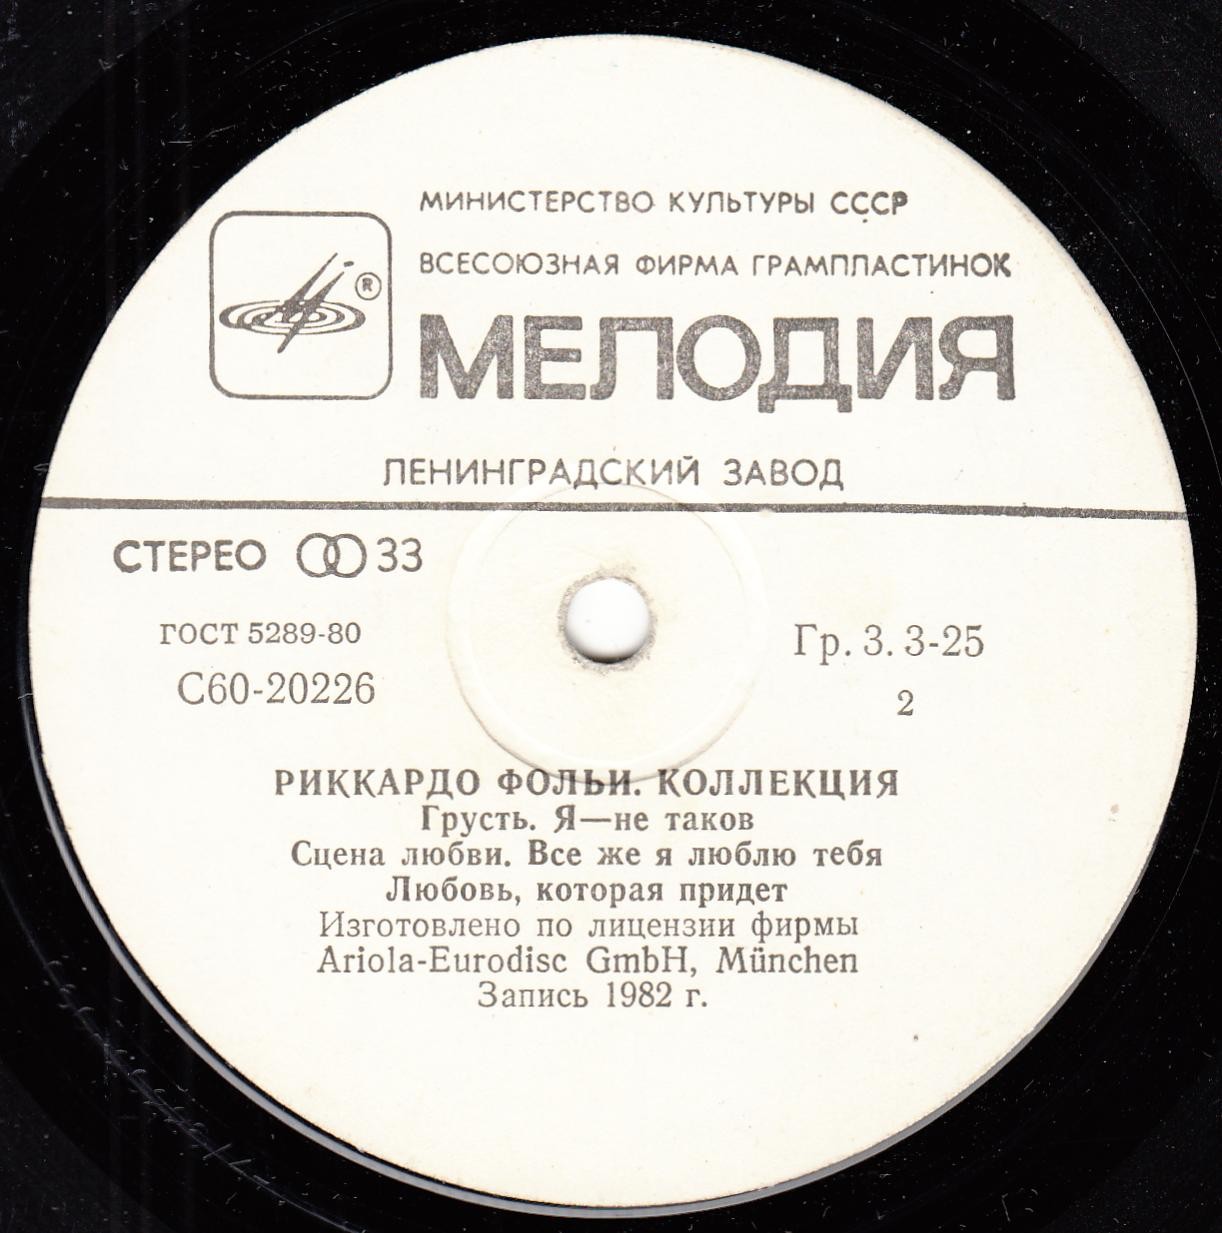 МИНИСТЕРСТВО КУЛЬТУРЫ СССР
ВСЕСОЮЗНАЯ ФИРМА ГРАМПЛАСТИНОК
®
МЕЛОДИЯ
ЛЕНИНГРАДСКИЙ ЗАВОД
СТЕРЕО 33
ГОСТ 5289-80
Гр. 3. 3-25
С60-20226
2
РИККАРДО ФОЛЬИ. КОЛЛЕКЦИЯ
Грусть. Я—не таков
Сцена любви. Все же я люблю тебя
Любовь, которая придет
Изготовлено по лицензии фирмы
Ariola-Eurodisc GmbH, München
Запись 1982 г.